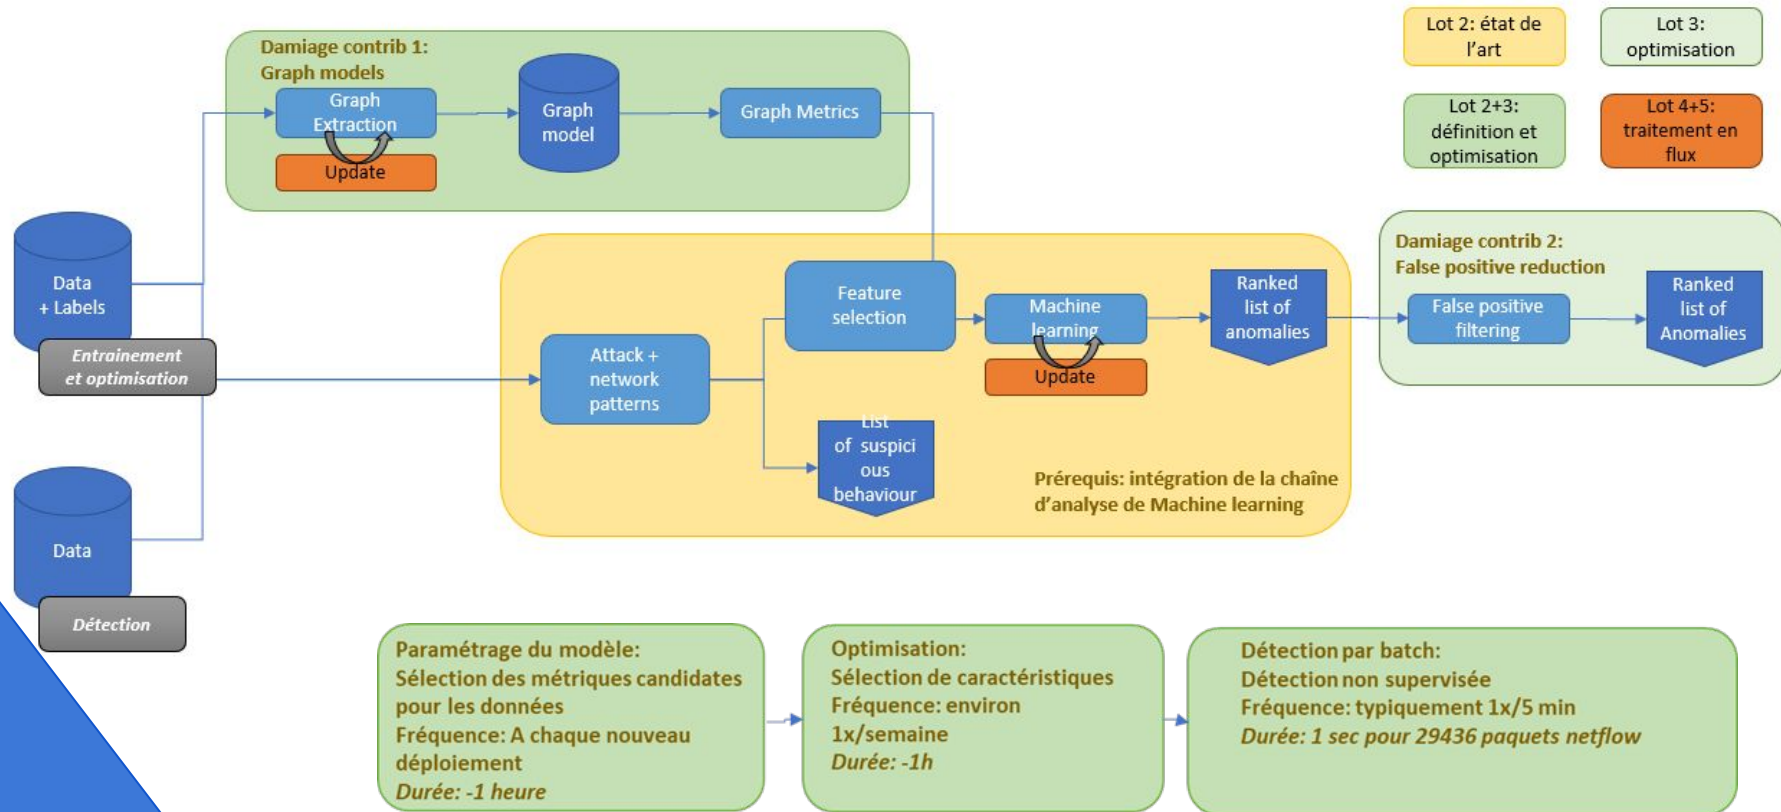 Lot 2: état de
l'art
Lot 3:
optimisation
Lot 2+3:
définition et
optimisation
Lot 4+5:
traitement en
flux
Damiage contrib 1:
Graph models
Graph
Extraction
Update
Graph
model
Graph Metrics
Data
+ Labels
Entrainement
et optimisation
Data
Détection
Attack +
network
patterns
Feature
selection
Machine
learning
Update
Ranked
list of
anomalies
List
of suspici
ous
behaviour
Prérequis: intégration de la chaîne
d'analyse de Machine learning
Damiage contrib 2:
False positive reduction
False positive
filtering
Ranked
list of
Anomalies
Paramétrage du modèle:
Sélection des métriques candidates
pour les données
Fréquence: A chaque nouveau
déploiement
Durée: -1 heure
Optimisation:
Sélection de caractéristiques
Fréquence: environ
1x/semaine
Durée: -1h
Détection par batch:
Détection non supervisée
Fréquence: typiquement 1x/5 min
Durée: 1 sec pour 29436 paquets netflow